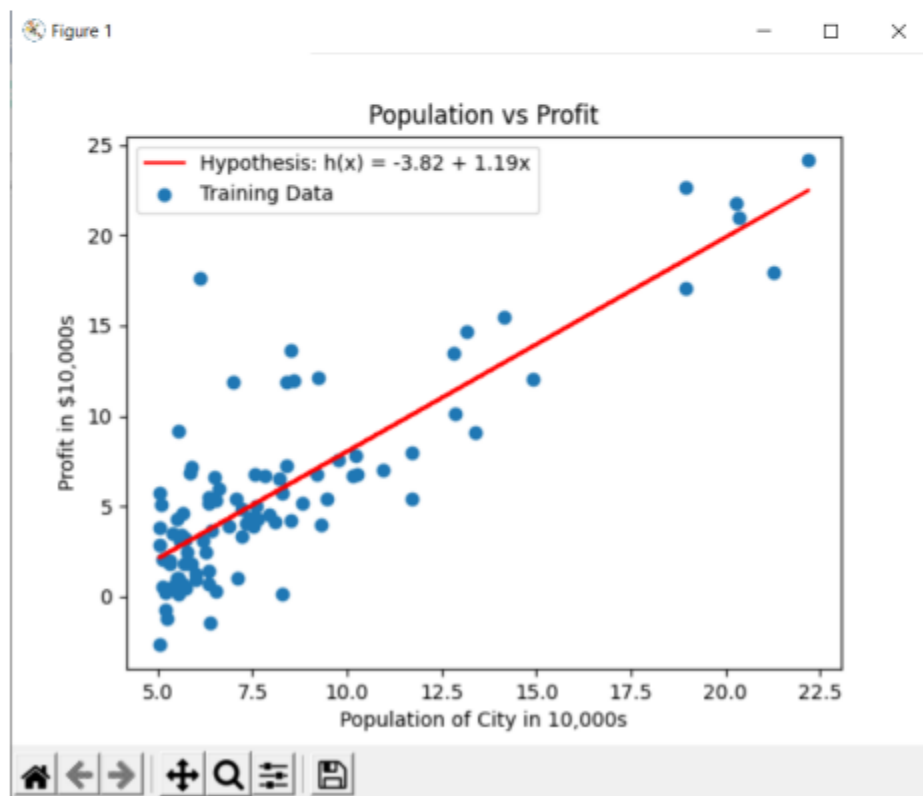 Figure 1
Population vs Profit
Hypothesis: h(x) = -3.82 + 1.19x
Training Data
Profit in $10,000s
25
20
15
10
5
0
5.0 7.5 10.0 12.5 15.0 17.5 20.0 22.5
Population of City in 10,000s